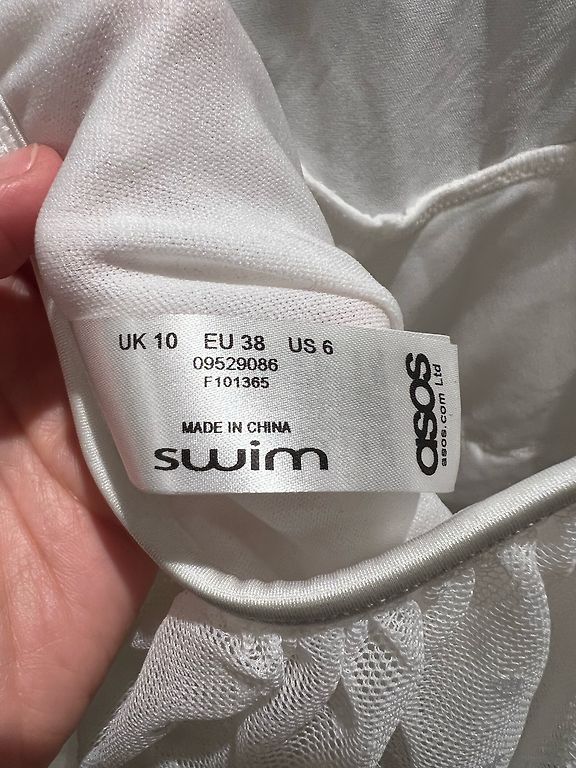 UK 10 EU 38 US 6
09529086
F101365
MADE IN CHINA
swim
asos
asos.com Ltd